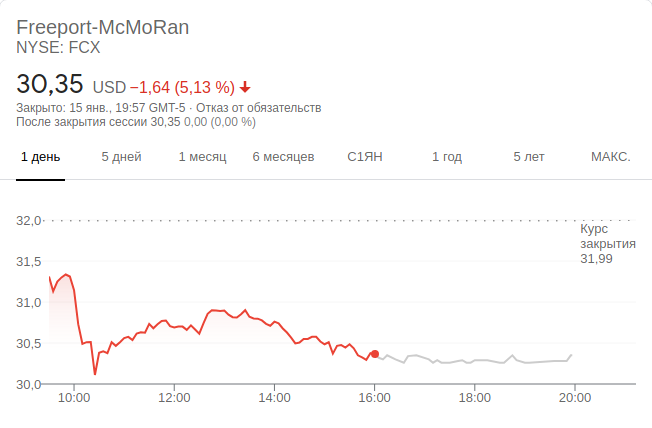 Freeport-McMoRan
NYSE: FCX
30,35 USD −1,64 (5,13 %)
Закрыто: 15 янв., 19:57 GMT-5 · Отказ от обязательств
После закрытия сессии 30,35 0,00 (0,00 %)
1 день 5 дней 1 месяц 6 месяцев С1ЯН 1 год 5 лет МАКС.
32,0
Курс
закрытия
31,99
31,5
31,0
30,5
30,0
10:00 12:00 14:00 16:00 18:00 20:00